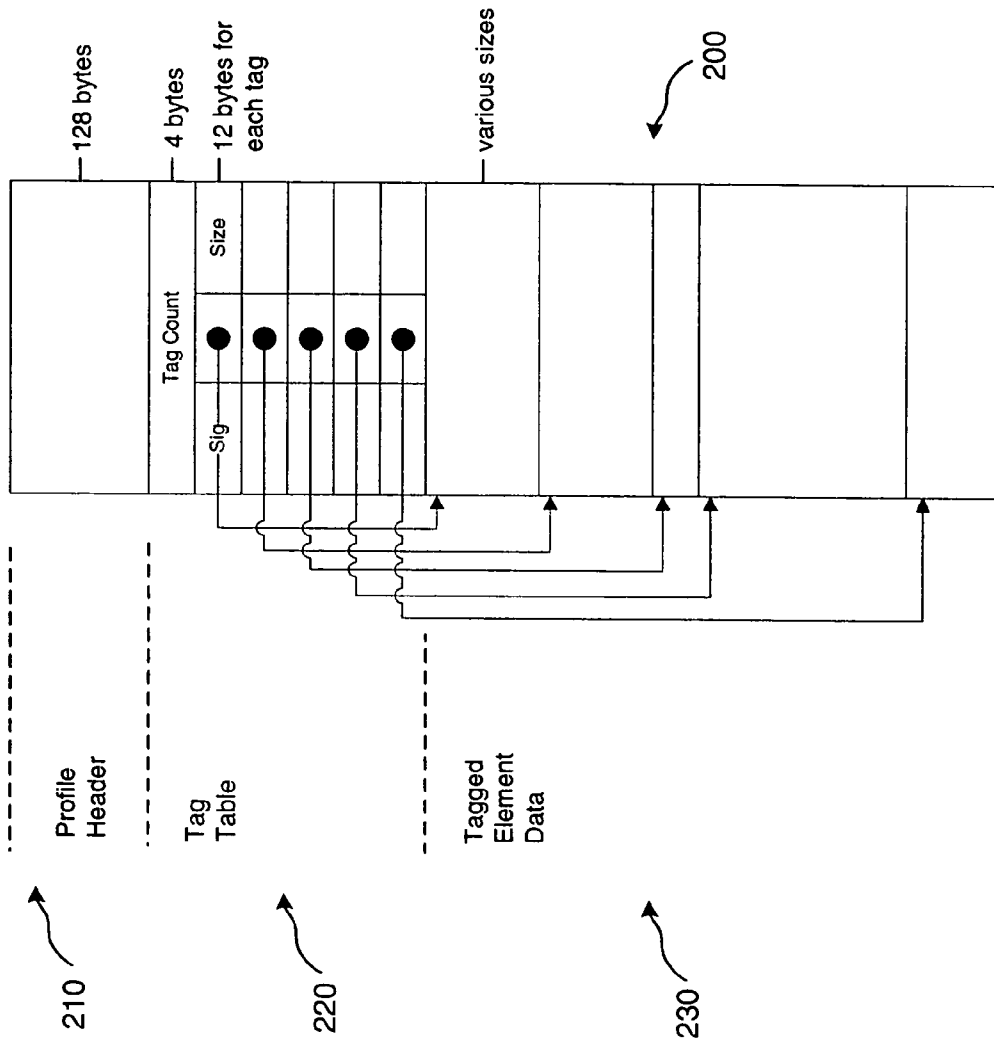 128 bytes
Profile
Header
210
Tag Count
4 bytes
Tag
Table
Sig
Size
12 bytes for
each tag
220
Tagged
Element
Data
various sizes
230
200